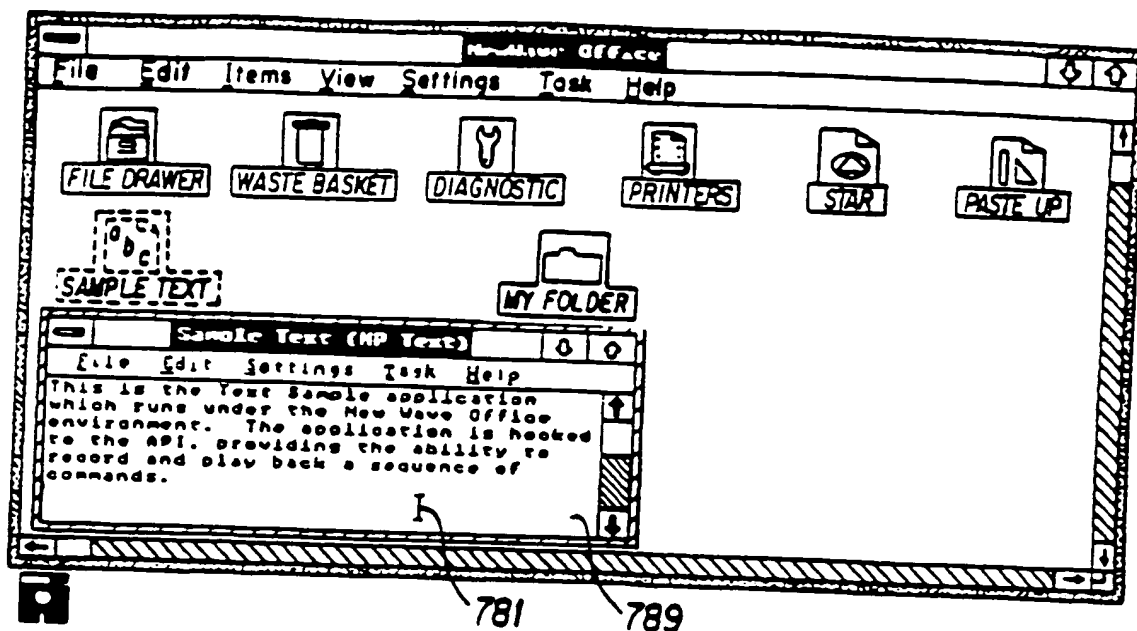 NewWave Office
File Edit Items View Settings Task Help
FILE DRAWER WASTE BASKET DIAGNOSTIC PRINTERS STAR PASTE UP
a b c
SAMPLE TEXT MY FOLDER
Sample Text (HP Text)
File Edit Settings Task Help
This is the Text Sample application
which runs under the New Wave Office
environment. The application is hooked
to the API, providing the ability to
record and play back a sequence of
commands.
781 789